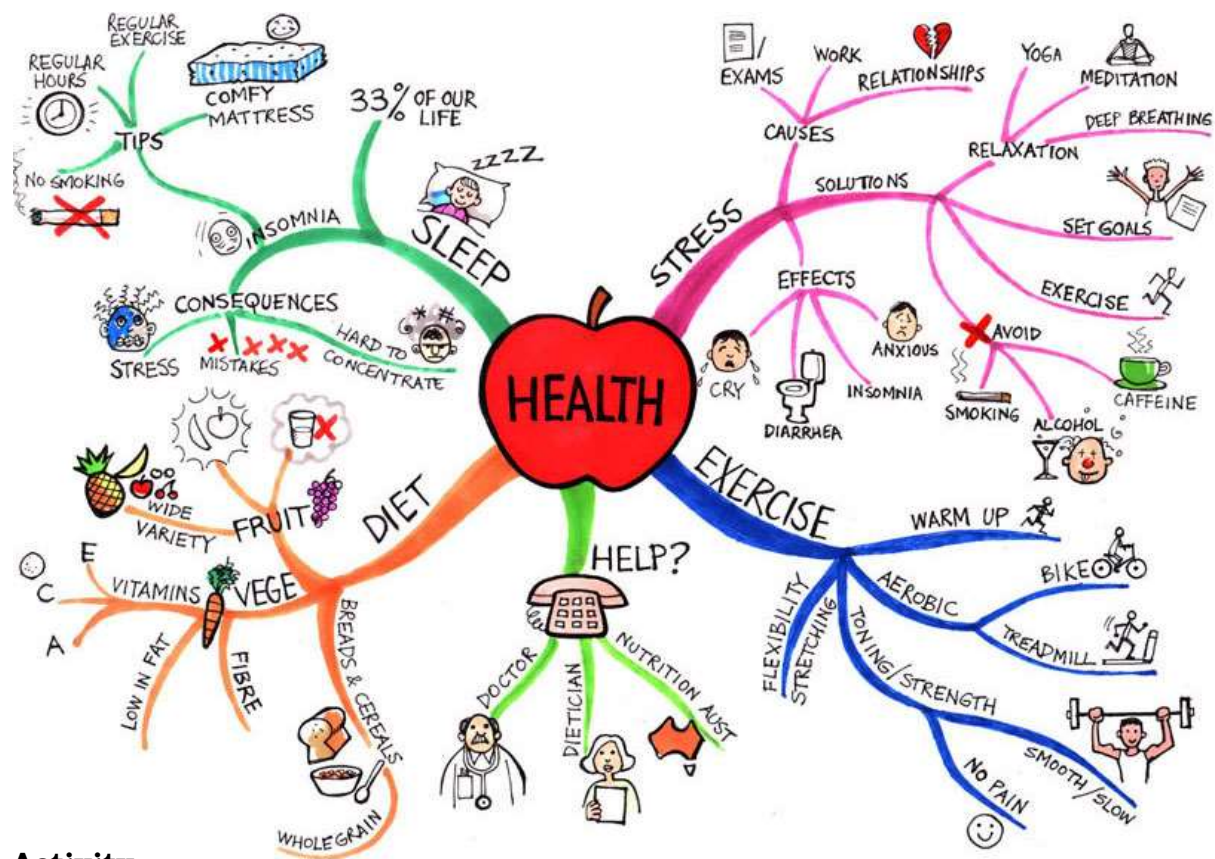 HEALTH
SLEEP
33% OF OUR
LIFE
ZZZZ
INSOMNIA
TIPS
REGULAR
HOURS
REGULAR
EXERCISE
COMFY
MATTRESS
NO SMOKING
CONSEQUENCES
STRESS
MISTAKES
HARD TO
CONCENTRATE
STRESS
CAUSES
EXAMS
WORK
RELATIONSHIPS
SOLUTIONS
RELAXATION
YOGA
MEDITATION
DEEP BREATHING
SET GOALS
EXERCISE
AVOID
SMOKING
ALCOHOL
CAFFEINE
EFFECTS
CRY
DIARRHEA
INSOMNIA
ANXIOUS
DIET
FRUIT
WIDE
VARIETY
VEGE
VITAMINS
E
C
A
LOW IN FAT
FIBRE
BREADS & CEREALS
WHOLEGRAIN
HELP?
DOCTOR
DIETICIAN
NUTRITION AUST
EXERCISE
WARM UP
AEROBIC
BIKE
TREADMILL
TONING/STRENGTH
SMOOTH/SLOW
NO PAIN
FLEXIBILITY
STRETCHING
Activity